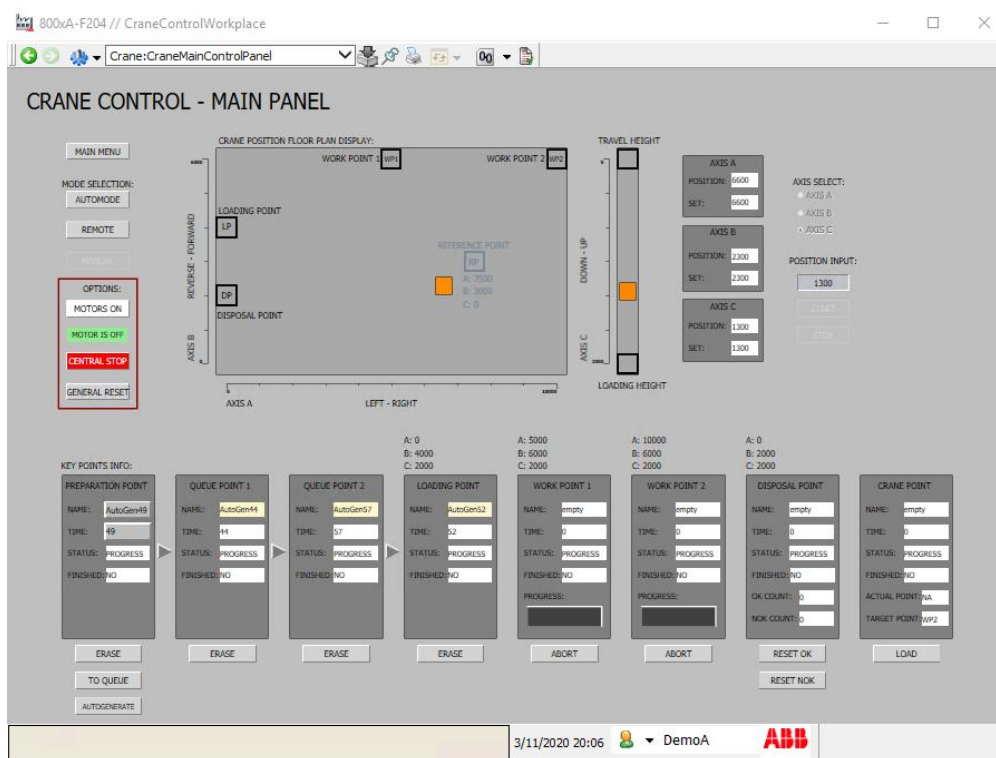 800xA-F204 // CraneControlWorkplace
Crane:CraneMainControlPanel
CRANE CONTROL - MAIN PANEL
MAIN MENU
MODE SELECTION:
AUTOMODE
REMOTE
MANUAL
OPTIONS:
MOTORS ON
MOTOR IS OFF
CENTRAL STOP
GENERAL RESET
CRANE POSITION FLOOR PLAN DISPLAY:
WORK POINT 1 WP1
WORK POINT 2 WP2
LOADING POINT
LP
REFERENCE POINT
RP
A: 7500
B: 3000
C: 0
DP
DISPOSAL POINT
REVERSE - FORWARD
AXIS B
6000
0
0
10000
AXIS A
LEFT - RIGHT
TRAVEL HEIGHT
0
DOWN - UP
AXIS C
2000
LOADING HEIGHT
AXIS A
POSITION: 6600
SET: 6600
AXIS B
POSITION: 2300
SET: 2300
AXIS C
POSITION: 1300
SET: 1300
AXIS SELECT:
AXIS A
AXIS B
AXIS C
POSITION INPUT:
1300
START
STOP
KEY POINTS INFO:
PREPARATION POINT
NAME: AutoGen49
TIME: 49
STATUS: PROGRESS
FINISHED: NO
ERASE
TO QUEUE
AUTOGENERATE
QUEUE POINT 1
NAME: AutoGen44
TIME: 44
STATUS: PROGRESS
FINISHED: NO
ERASE
QUEUE POINT 2
NAME: AutoGen57
TIME: 57
STATUS: PROGRESS
FINISHED: NO
ERASE
A: 0
B: 4000
C: 2000
LOADING POINT
NAME: AutoGen52
TIME: 52
STATUS: PROGRESS
FINISHED: NO
ERASE
A: 5000
B: 6000
C: 2000
WORK POINT 1
NAME: empty
TIME: 0
STATUS: PROGRESS
FINISHED: NO
PROGRESS:
ABORT
A: 10000
B: 6000
C: 2000
WORK POINT 2
NAME: empty
TIME: 0
STATUS: PROGRESS
FINISHED: NO
PROGRESS:
ABORT
A: 0
B: 2000
C: 2000
DISPOSAL POINT
NAME: empty
TIME: 0
STATUS: PROGRESS
FINISHED: NO
OK COUNT: 0
NOK COUNT: 0
RESET OK
RESET NOK
CRANE POINT
NAME: empty
TIME: 0
STATUS: PROGRESS
FINISHED: NO
ACTUAL POINT: NA
TARGET POINT: WP2
LOAD
3/11/2020 20:06
DemoA
ABB